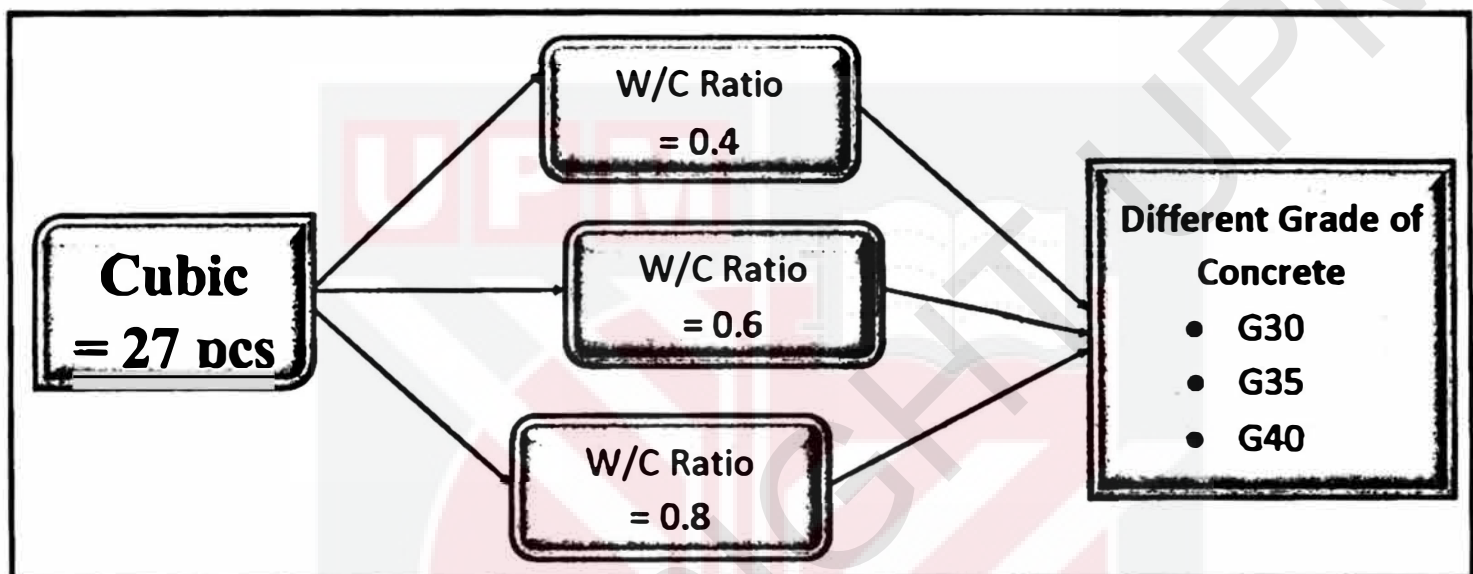 Cubic
= 27 pcs
W/C Ratio
= 0.4
W/C Ratio
= 0.6
W/C Ratio
= 0.8
Different Grade of
Concrete
• G30
• G35
• G40
UPM